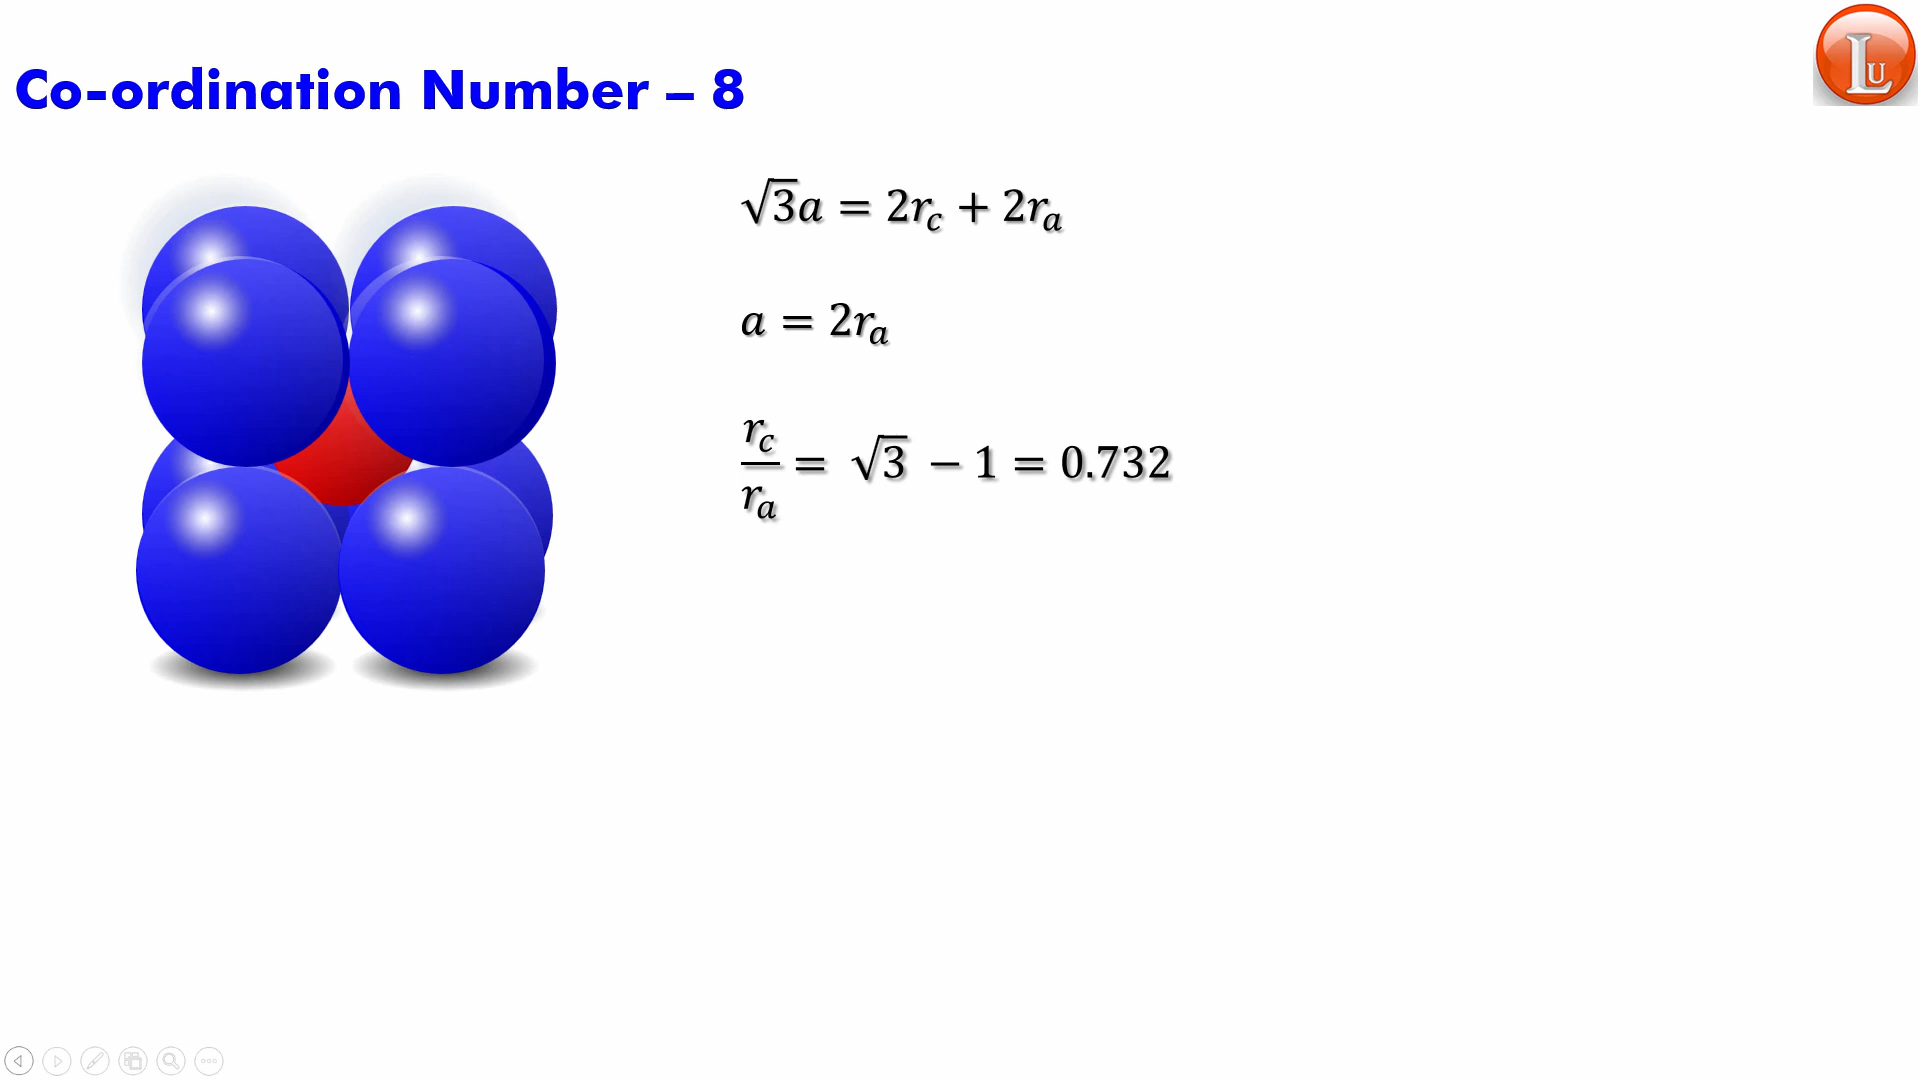 Co-ordination Number – 8
LU
√3a = 2r_c + 2r_a
a = 2r_a
r_c/r_a = √3 − 1 = 0.732